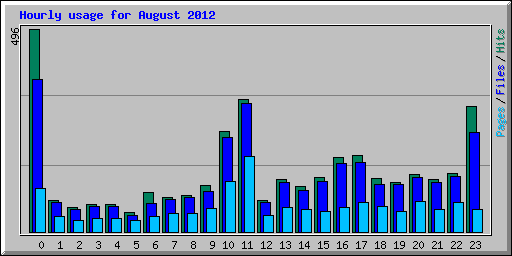 Hourly usage for August 2012
496
Pages / Files / Hits
0 1 2 3 4 5 6 7 8 9 10 11 12 13 14 15 16 17 18 19 20 21 22 23